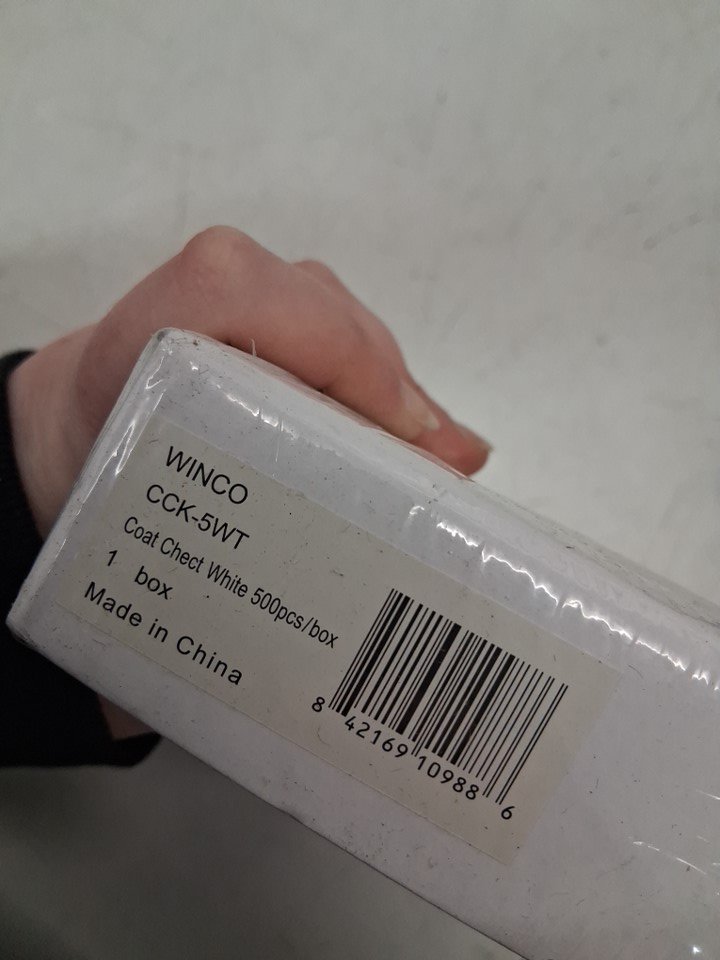 WINCO
CCK-5WT
Coat Chect White 500pcs/box
1 box
Made in China
8 42169 10988 6